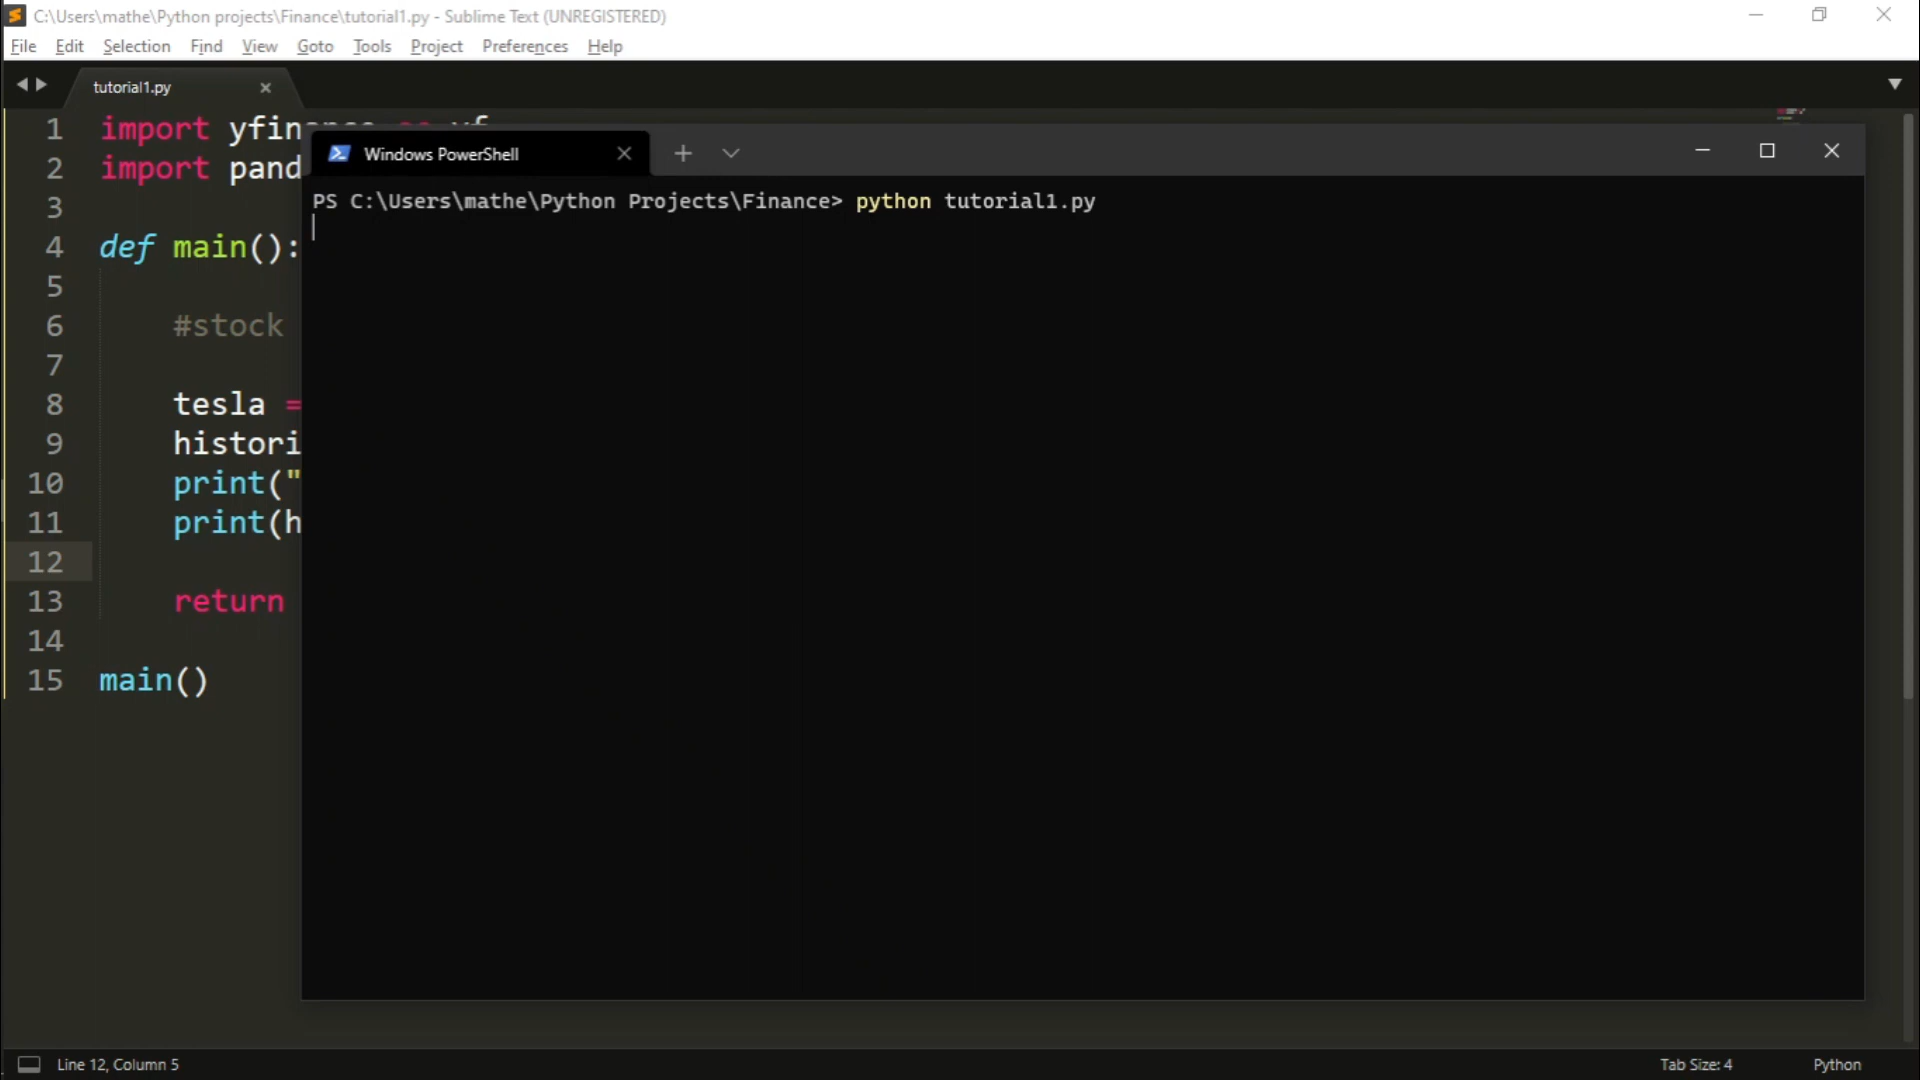 C:\Users\mathe\Python projects\Finance\tutorial1.py - Sublime Text (UNREGISTERED)
File Edit Selection Find View Goto Tools Project Preferences Help
tutorial1.py
1 import
2 import
3
4 def main():
5
6 #stock
7
8 tesla =
9
10 print("
11 print(h
12
13 return
14
15 main()
Windows PowerShell
PS C:\Users\mathe\Python Projects\Finance> python tutorial1.py
Line 12, Column 5
Tab Size: 4
Python